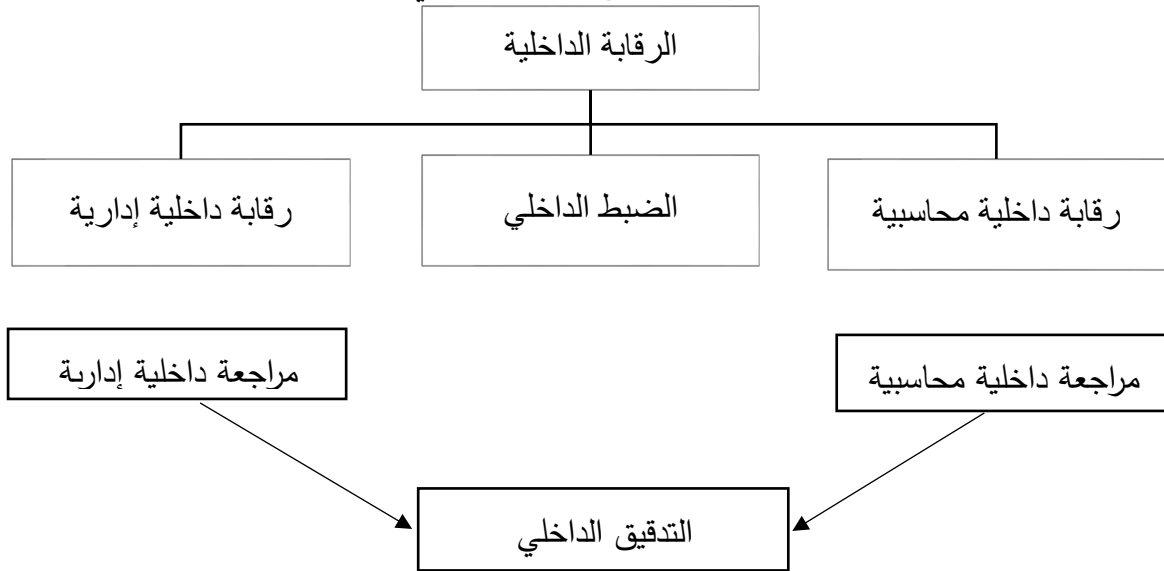 الرقابة الداخلية
رقابة داخلية محاسبية
الضبط الداخلي
رقابة داخلية إدارية
مراجعة داخلية محاسبية
مراجعة داخلية إدارية
التدقيق الداخلي